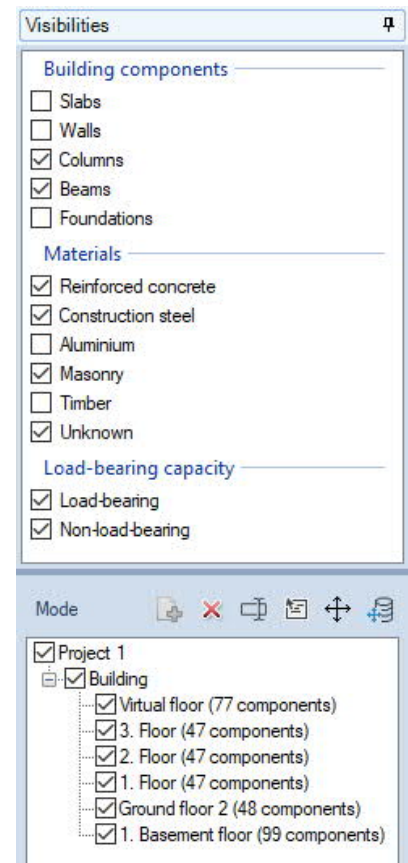 Visibilities
Building components
Slabs
Walls
Columns
Beams
Foundations
Materials
Reinforced concrete
Construction steel
Aluminium
Masonry
Timber
Unknown
Load-bearing capacity
Load-bearing
Non-load-bearing
Mode
Project 1
Building
Virtual floor (77 components)
3. Floor (47 components)
2. Floor (47 components)
1. Floor (47 components)
Ground floor 2 (48 components)
1. Basement floor (99 components)